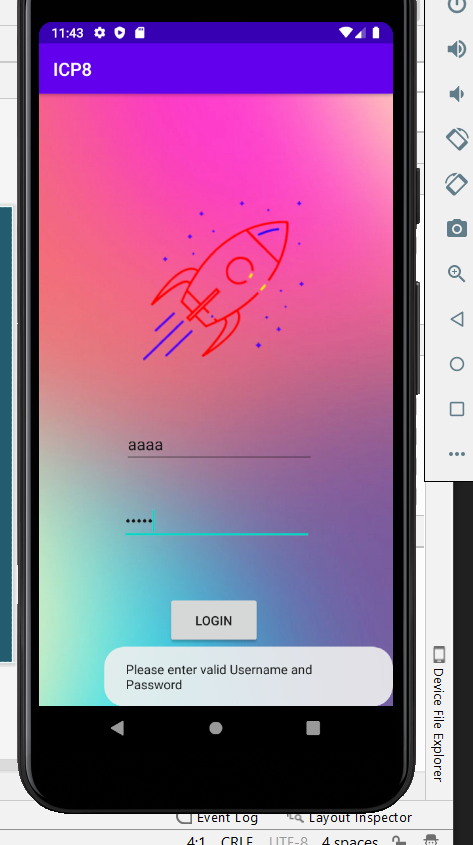 11:43
ICP8
aaaa
•••••
LOGIN
Please enter valid Username and
Password
Device File Explorer
Event Log
Layout Inspector
4:1 CRLF UTF-8 4 spaces